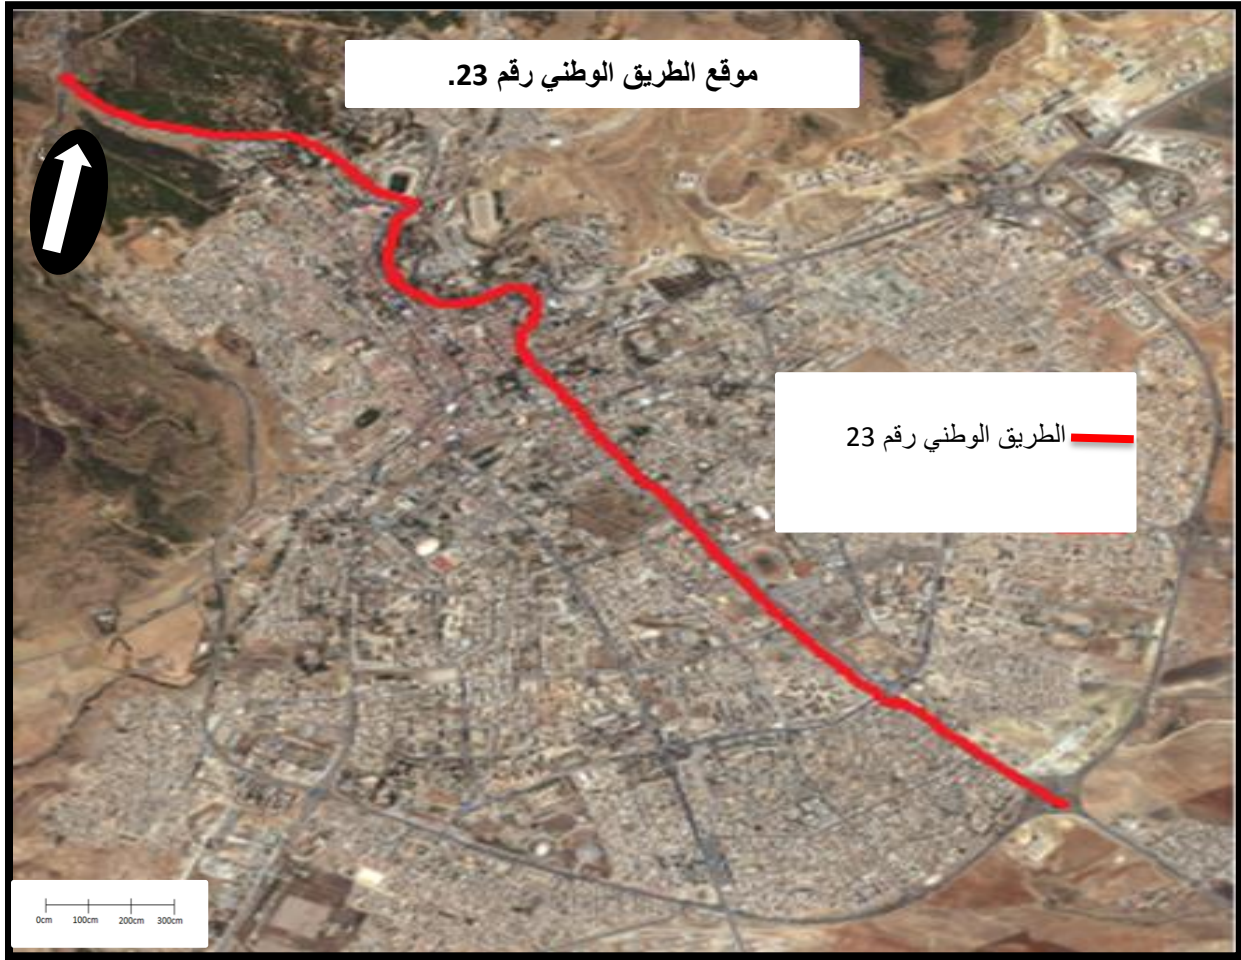 موقع الطريق الوطني رقم 23.
الطريق الوطني رقم 23
0cm 100cm 200cm 300cm